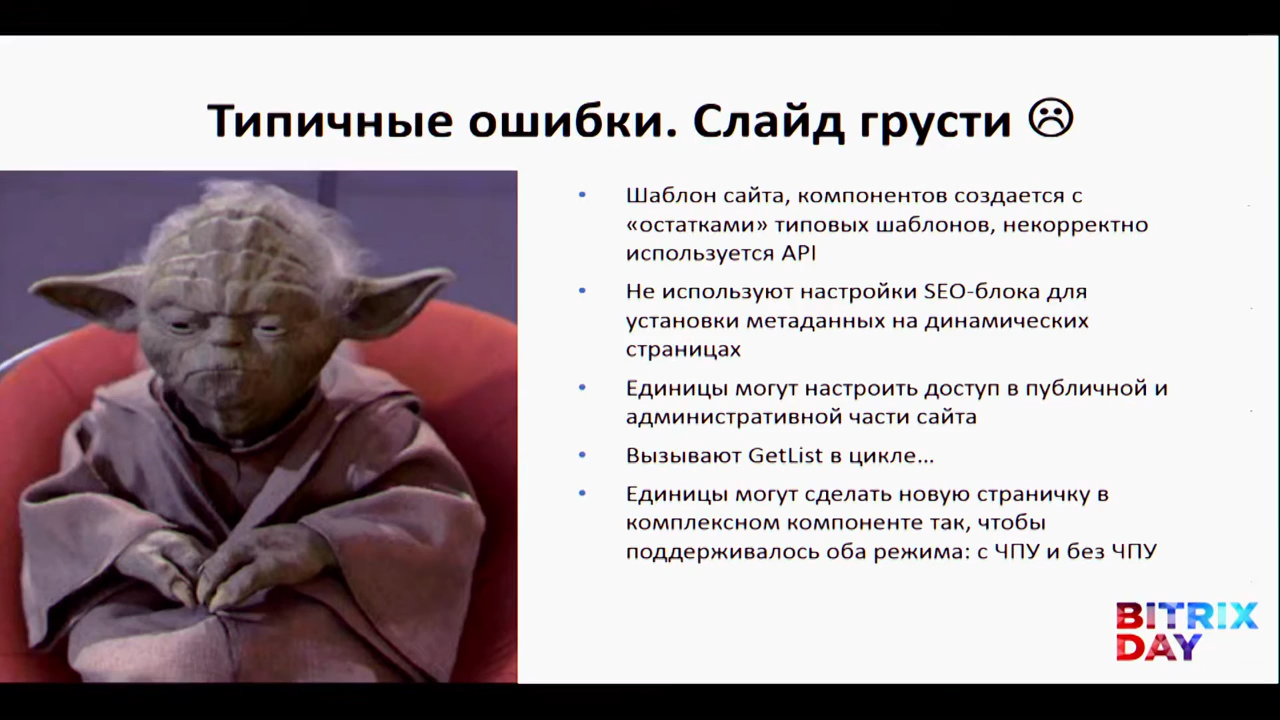 Типичные ошибки. Слайд грусти ☹
• Шаблон сайта, компонентов создается с
«остатками» типовых шаблонов, некорректно
используется API
• Не используют настройки SEO-блока для
установки метаданных на динамических
страницах
• Единицы могут настроить доступ в публичной и
административной части сайта
• Вызывают GetList в цикле…
• Единицы могут сделать новую страничку в
комплексном компоненте так, чтобы
поддерживалось оба режима: с ЧПУ и без ЧПУ
BITRIX
DAY